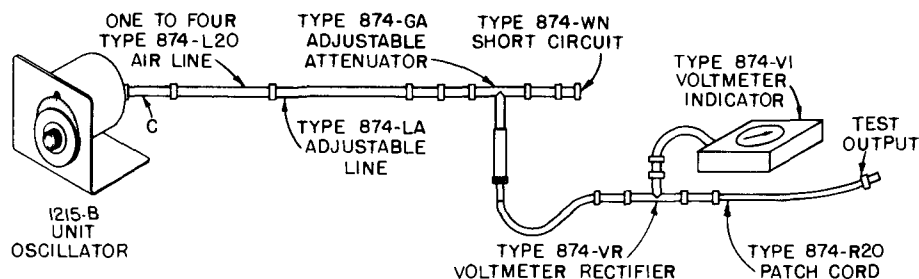 ONE TO FOUR
TYPE 874-L20
AIR LINE
TYPE 874-GA
ADJUSTABLE
ATTENUATOR
TYPE 874-WN
SHORT CIRCUIT
TYPE 874-VI
VOLTMETER
INDICATOR
TEST
OUTPUT
C
TYPE 874-LA
ADJUSTABLE
LINE
1215-B
UNIT
OSCILLATOR
TYPE 874-VR
VOLTMETER RECTIFIER
TYPE 874-R20
PATCH CORD